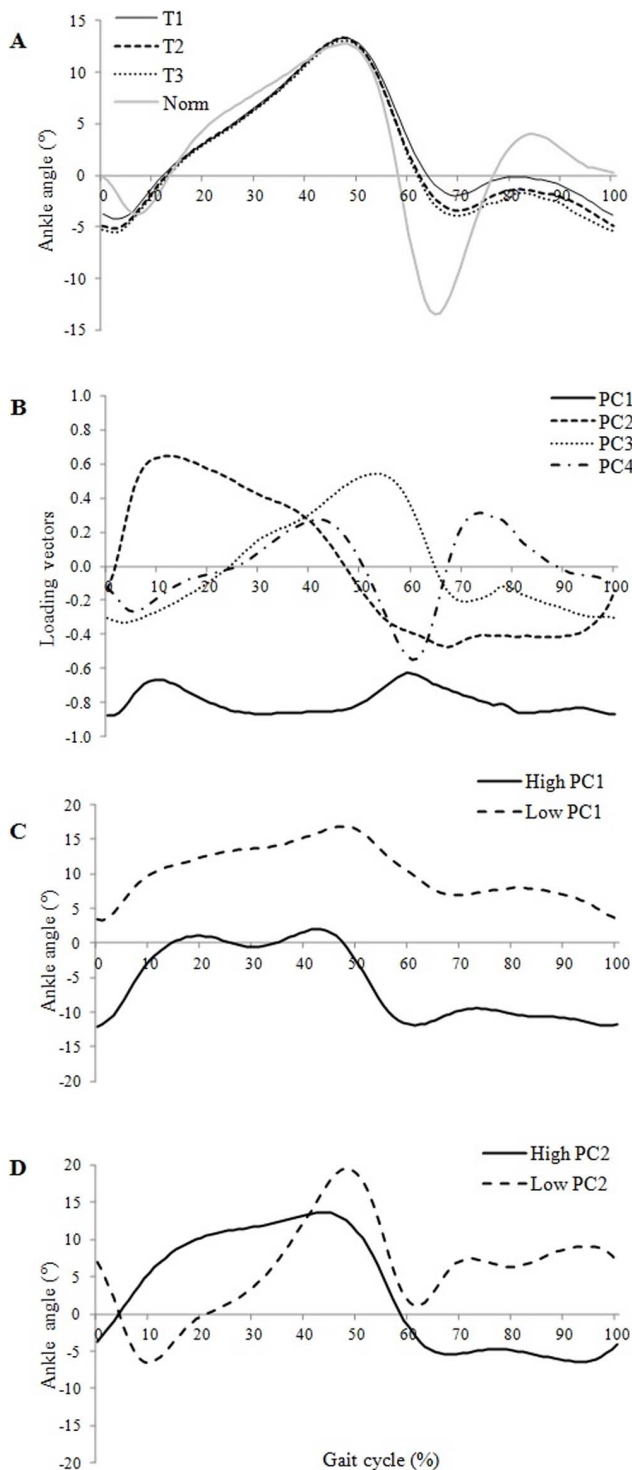 A
T1
T2
T3
Norm
Ankle angle (°)
15
10
5
0
-5
-10
-15
0 10 20 30 40 50 60 70 80 90 100
B
PC1
PC2
PC3
PC4
Loading vectors
1.0
0.8
0.6
0.4
0.2
0.0
-0.2
-0.4
-0.6
-0.8
-1.0
0 10 20 30 40 50 60 70 80 90 100
C
High PC1
Low PC1
Ankle angle (°)
20
15
10
5
0
-5
-10
-15
-20
0 10 20 30 40 50 60 70 80 90 100
D
High PC2
Low PC2
Ankle angle (°)
20
15
10
5
0
-5
-10
-15
-20
0 10 20 30 40 50 60 70 80 90 100
Gait cycle (%)